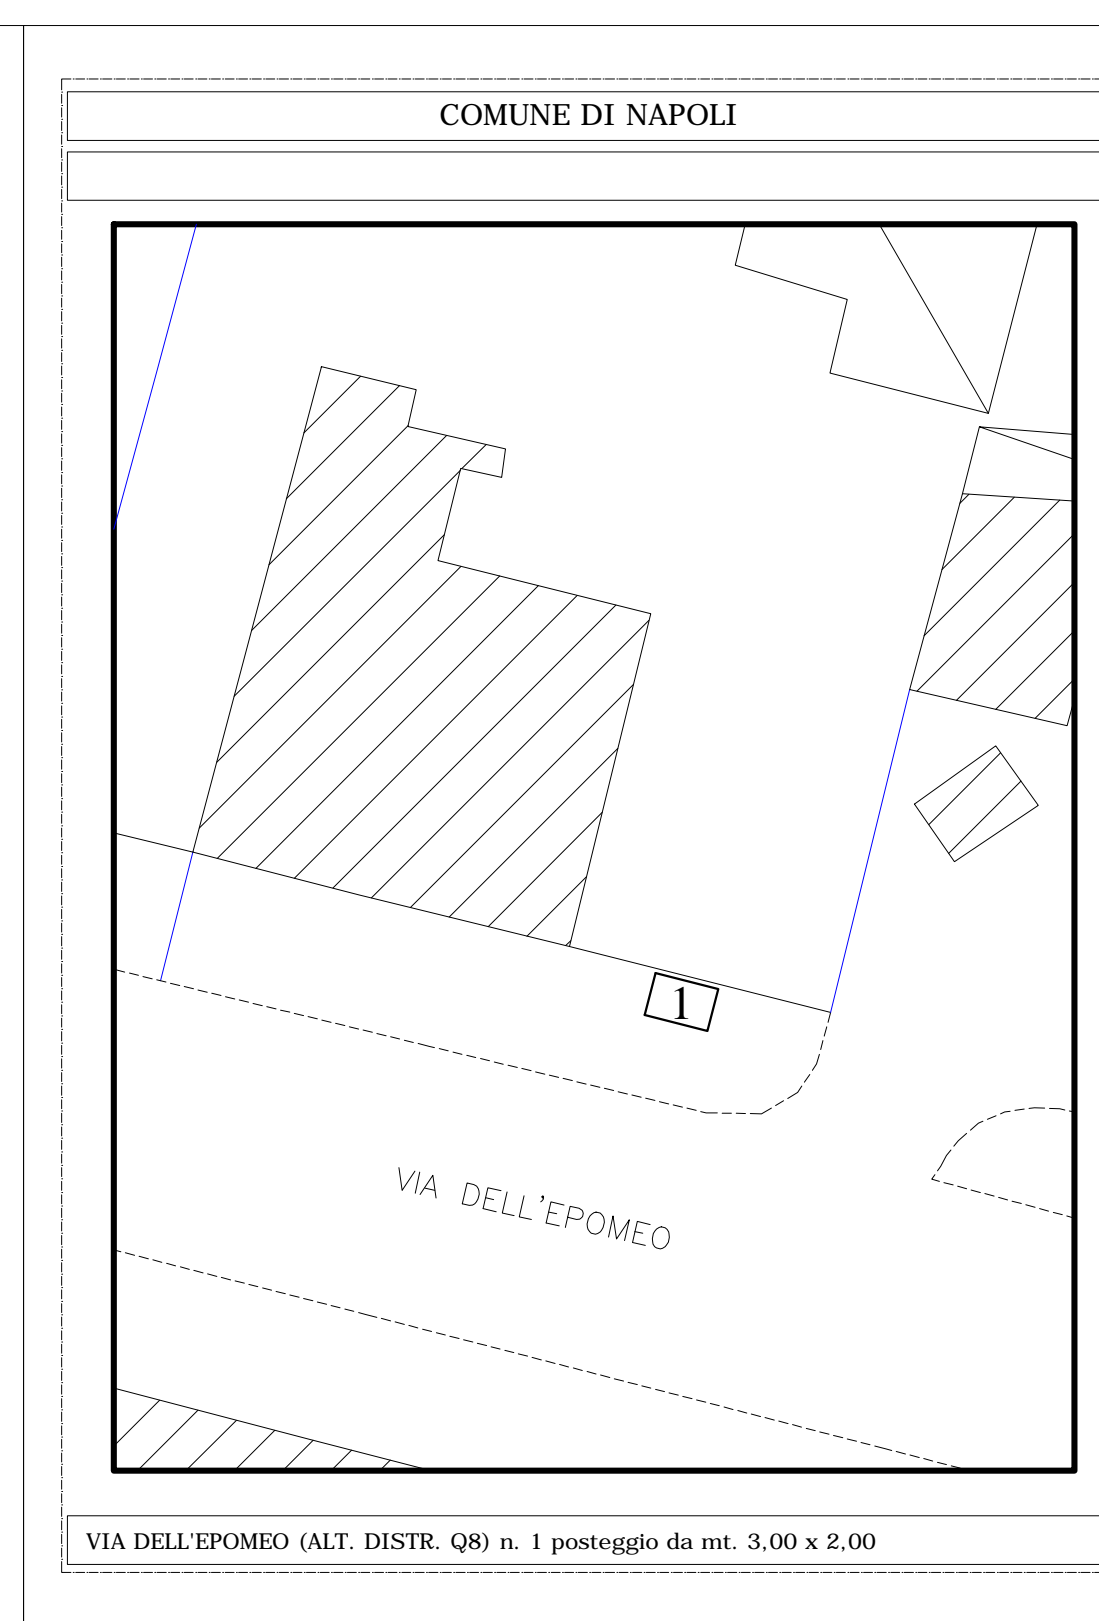 COMUNE DI NAPOLI
1
VIA DELL'EPOMEO
VIA DELL'EPOMEO (ALT. DISTR. Q8) n. 1 posteggio da mt. 3,00 x 2,00